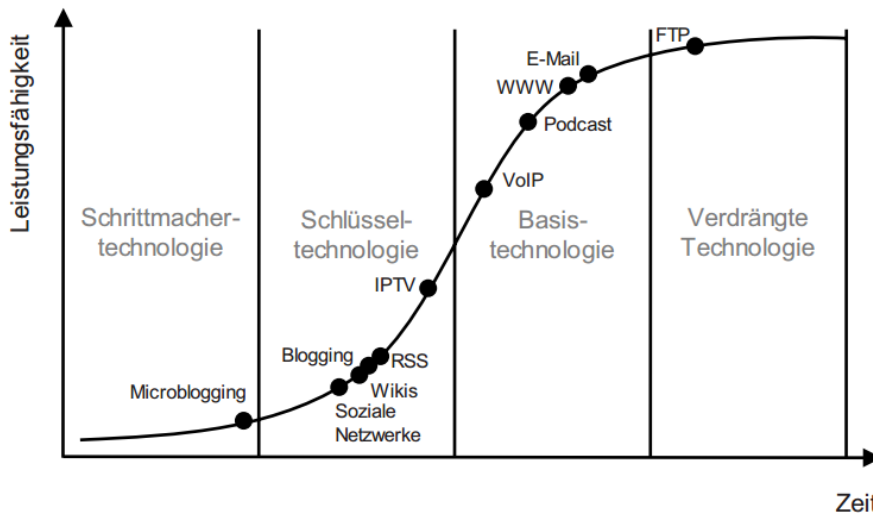 Leistungsfähigkeit
FTP
E-Mail
WWW
Podcast
VoIP
Schrittmacher-
technologie
Schlüssel-
technologie
Basis-
technologie
Verdrängte
Technologie
IPTV
Blogging
RSS
Wikis
Microblogging
Soziale
Netzwerke
Zeit